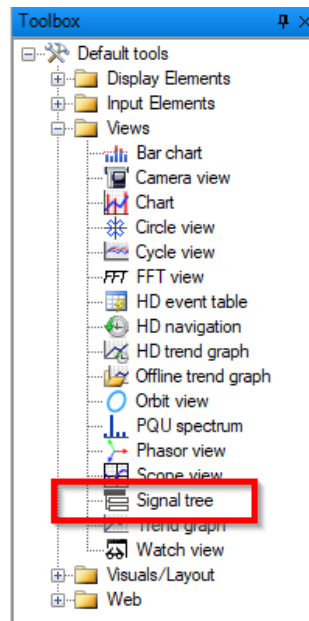 Toolbox
Default tools
Display Elements
Input Elements
Views
Bar chart
Camera view
Chart
Circle view
Cycle view
FFT FFT view
HD event table
HD navigation
HD trend graph
Offline trend graph
Orbit view
PQU spectrum
Phasor view
Scope view
Signal tree
Trend graph
Watch view
Visuals/Layout
Web